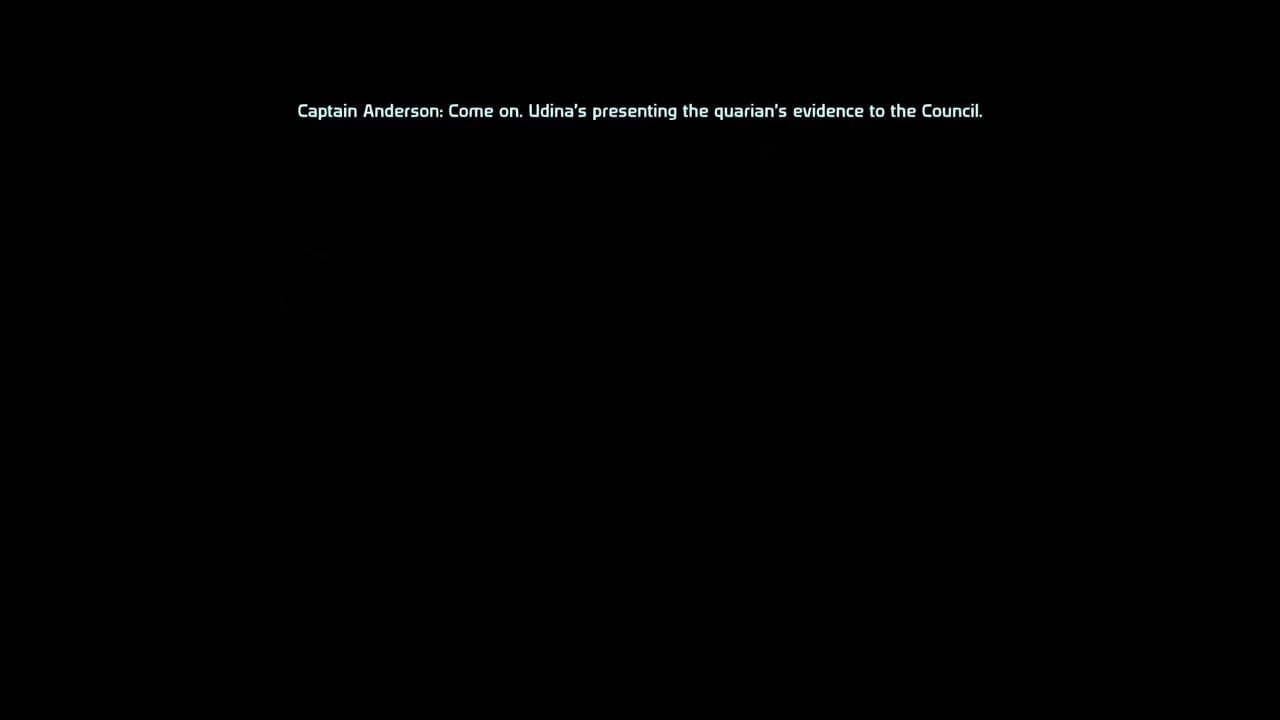 Captain Anderson: Come on. Udina's presenting the quarian's evidence to the Council.